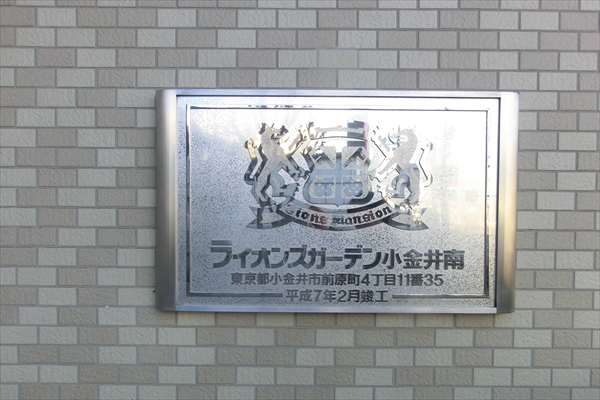 Lions Mansion
ライオンズガーデン小金井南
東京都小金井市前原町4丁目11番35
平成7年2月竣工